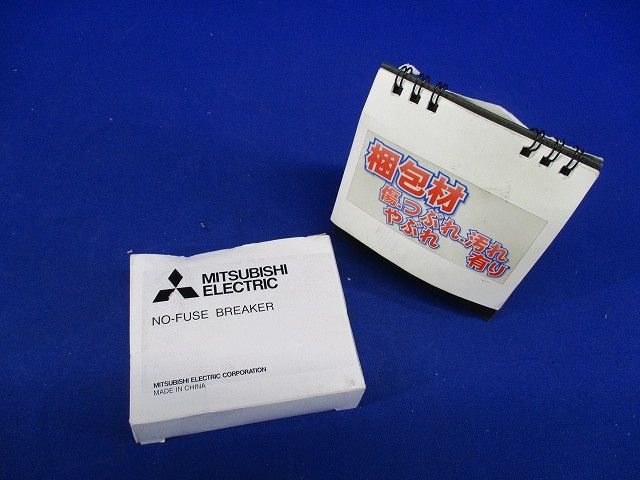 MITSUBISHI
ELECTRIC
NO-FUSE BREAKER
MITSUBISHI ELECTRIC CORPORATION
MADE IN CHINA
梱包材
傷・つぶれ・汚れ
やぶれ 有り